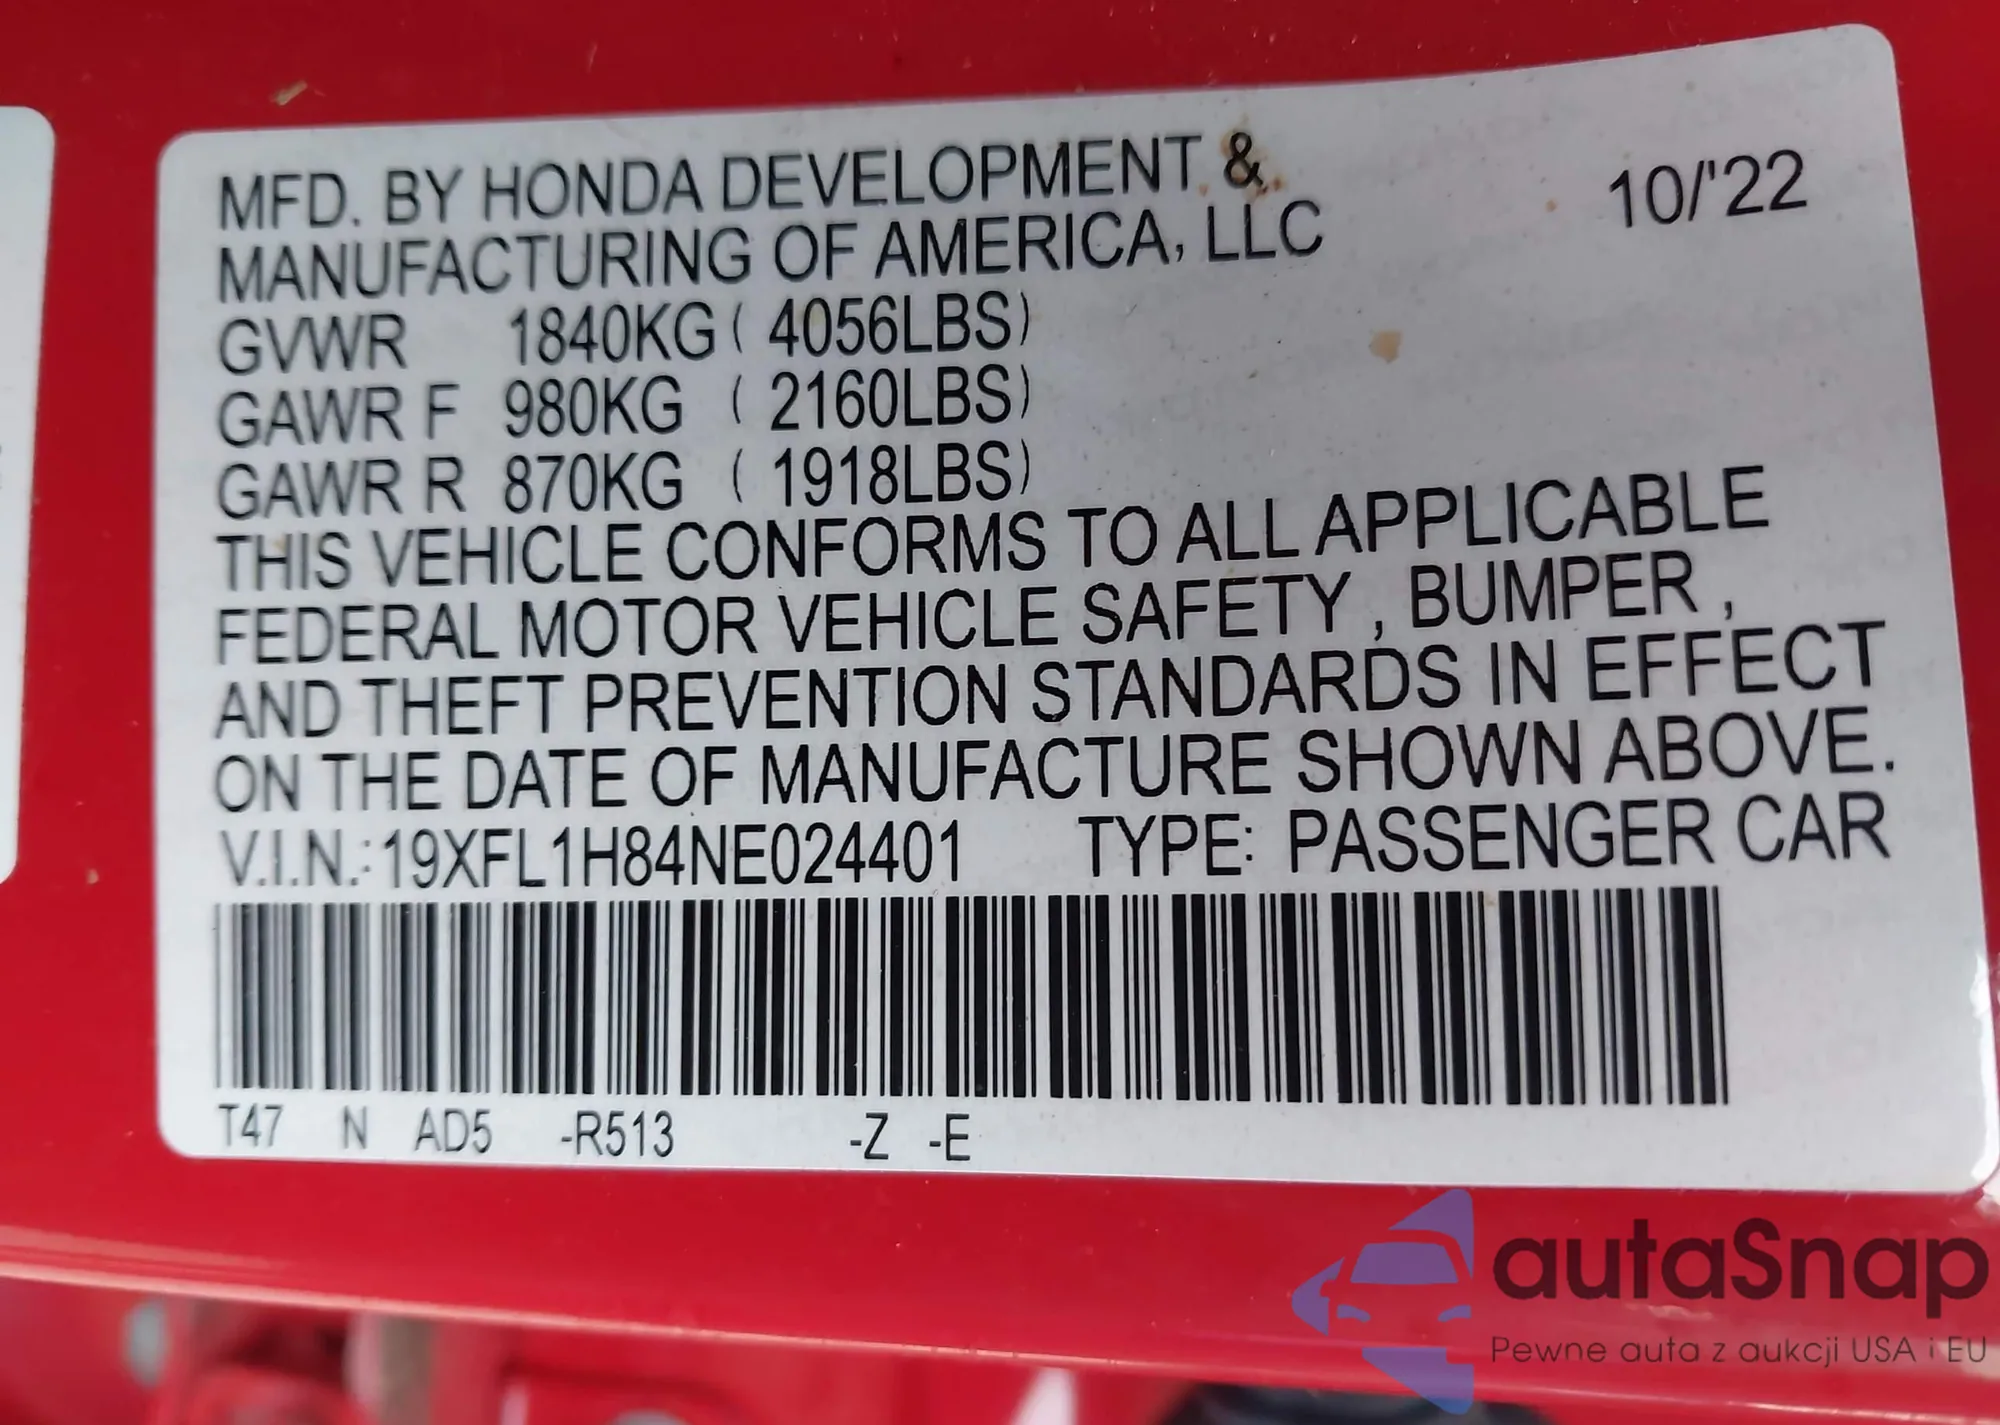 MFD. BY HONDA DEVELOPMENT & 10/'22
MANUFACTURING OF AMERICA, LLC
GVWR 1840KG ( 4056LBS)
GAWR F 980KG ( 2160LBS)
GAWR R 870KG ( 1918LBS)
THIS VEHICLE CONFORMS TO ALL APPLICABLE
FEDERAL MOTOR VEHICLE SAFETY , BUMPER ,
AND THEFT PREVENTION STANDARDS IN EFFECT
ON THE DATE OF MANUFACTURE SHOWN ABOVE.
V.I.N.:19XFL1H84NE024401 TYPE: PASSENGER CAR
T47 N AD5 -R513 -Z -E
autaSnap
Pewne auta z aukcji USA i EU